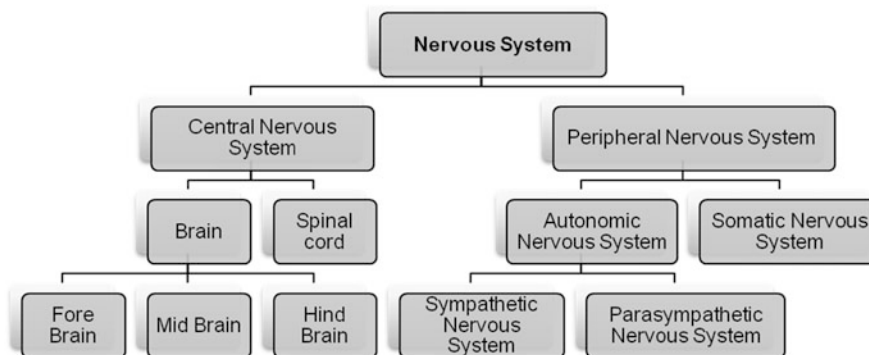 Nervous System
Central Nervous
System
Peripheral Nervous System
Brain
Spinal
cord
Autonomic
Nervous System
Somatic Nervous
System
Fore
Brain
Mid Brain
Hind
Brain
Sympathetic
Nervous
System
Parasympathetic
Nervous System